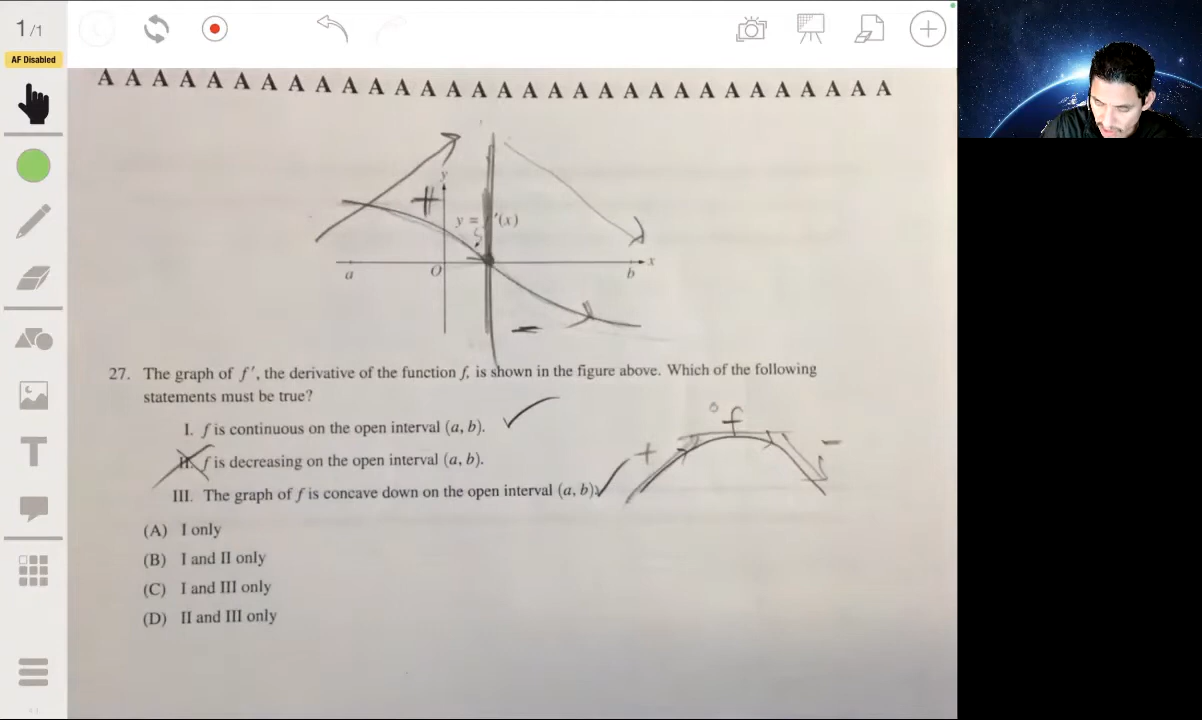 1/1
AF Disabled
A A A A A A A A A A A A A A A A A A A A A A A A A A A A A A
+
y
y = f'(x)
a
O
b
x
−
27. The graph of f', the derivative of the function f, is shown in the figure above. Which of the following
statements must be true?
I. f is continuous on the open interval (a, b).
f
+
−
II. f is decreasing on the open interval (a, b).
III. The graph of f is concave down on the open interval (a, b).
(A) I only
(B) I and II only
(C) I and III only
(D) II and III only
T